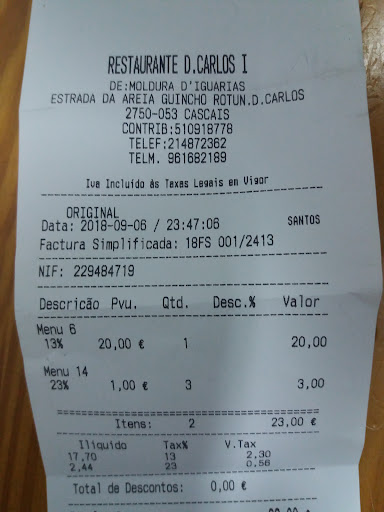 RESTAURANTE D.CARLOS I
DE:MOLDURA D'IGUARIAS
ESTRADA DA AREIA GUINCHO ROTUN.D.CARLOS
2750-053 CASCAIS
CONTRIB:510918778
TELEF:214872362
TELM. 961682189
Iva Incluido às Taxas Legais em Vigor
ORIGINAL
Data: 2018-09-06 / 23:47:06 SANTOS
Factura Simplificada: 18FS 001/2413
NIF: 229484719
Descricão Pvu. Qtd. Desc.% Valor
Menu 6
13% 20,00 € 1 20,00
Menu 14
23% 1,00 € 3 3,00
Itens: 2 23,00 €
Iliquido Tax% V.Tax
17,70 13 2,30
2,44 23 0,56
Total de Descontos: 0,00 €